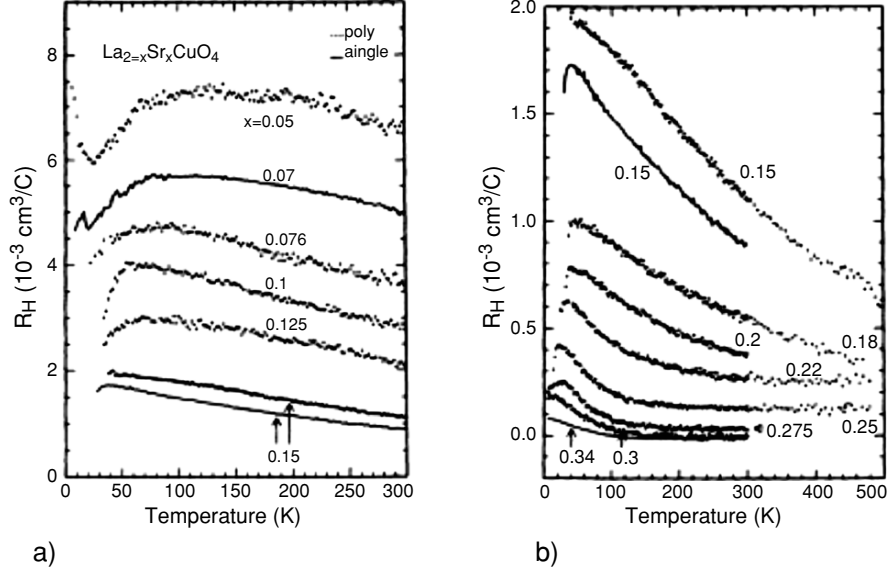 poly
aingle
La2=xSrxCuO4
x=0.05
0.07
0.076
0.1
0.125
0.15
8
6
4
2
0
0 50 100 150 200 250 300
RH (10-3 cm3/C)
Temperature (K)
a)
2.0
1.5
1.0
0.5
0.0
0.15
0.15
0.18
0.2
0.22
0.25
0.275
0.34
0.3
0 100 200 300 400 500
RH (10-3 cm3/C)
Temperature (K)
b)